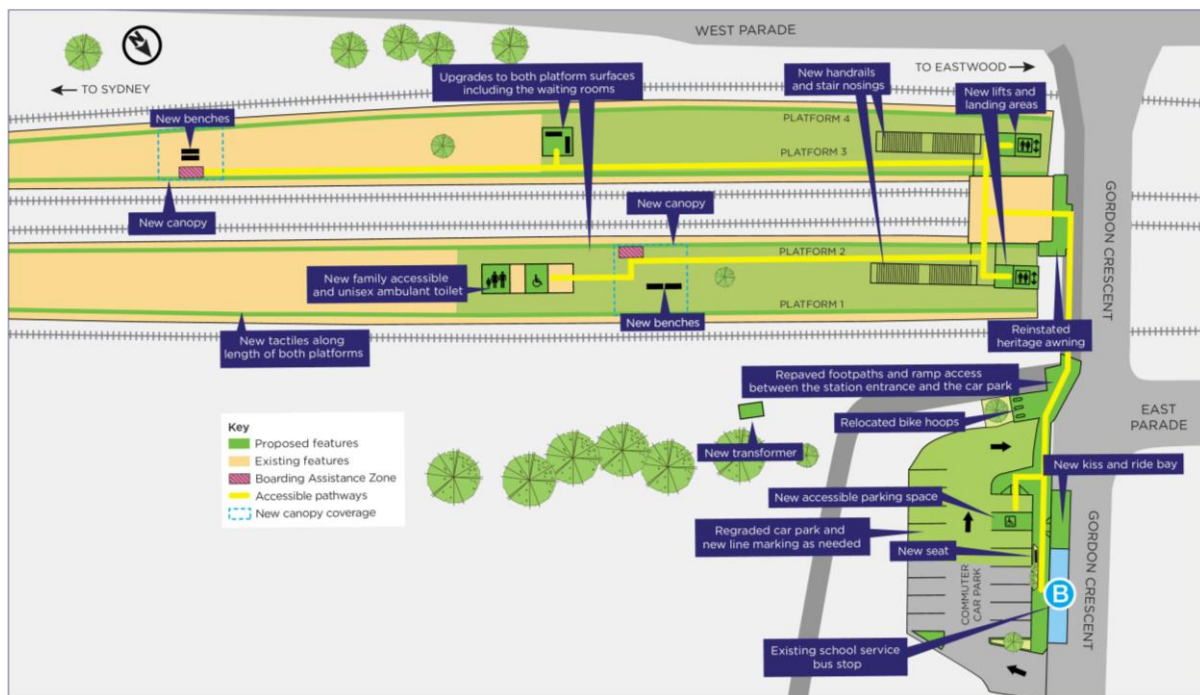 WEST PARADE
N
TO EASTWOOD
TO SYDNEY
Upgrades to both platform surfaces
including the waiting rooms
New handrails
and stair nosings
New lifts and
landing areas
New benches
PLATFORM 4
PLATFORM 3
New canopy
New canopy
GORDON CRESCENT
PLATFORM 2
New family accessible
and unisex ambulant toilet
PLATFORM 1
New benches
New tactiles along
length of both platforms
Reinstated
heritage awning
Repaved footpaths and ramp access
between the station entrance and the car park
EAST
PARADE
Relocated bike hoops
New transformer
Key
Proposed features
Existing features
Boarding Assistance Zone
Accessible pathways
New canopy coverage
New kiss and ride bay
New accessible parking space
Regraded car park and
new line marking as needed
New seat
GORDON CRESCENT
COMMUTER
CAR PARK
B
Existing school service
bus stop